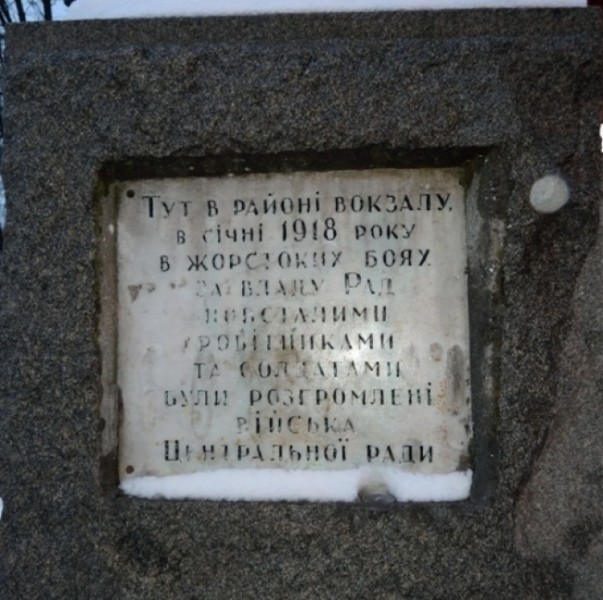 Тут в районі вокзалу,
в січні 1918 року
в жорстоких боях
за владу Рад
повсталими
робітниками
та солдатами
були розгромлені
війська
Центральної ради